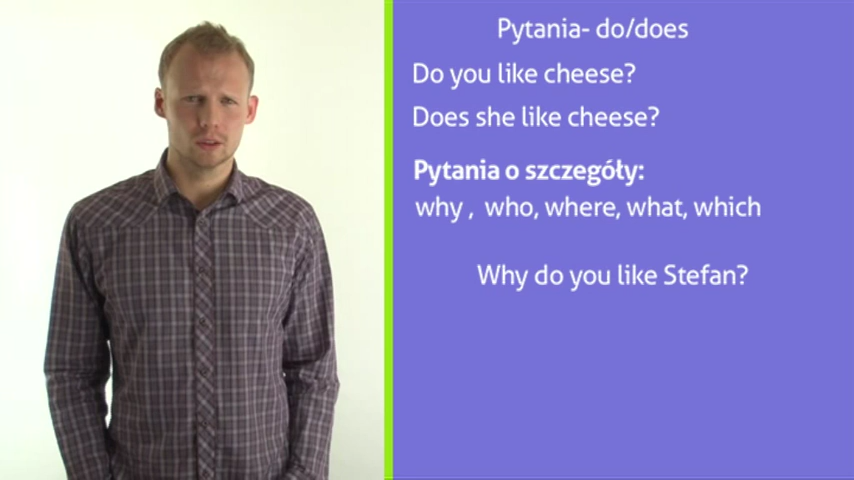 Pytania- do/does
Do you like cheese?
Does she like cheese?
Pytania o szczegóły:
why , who, where, what, which
Why do you like Stefan?